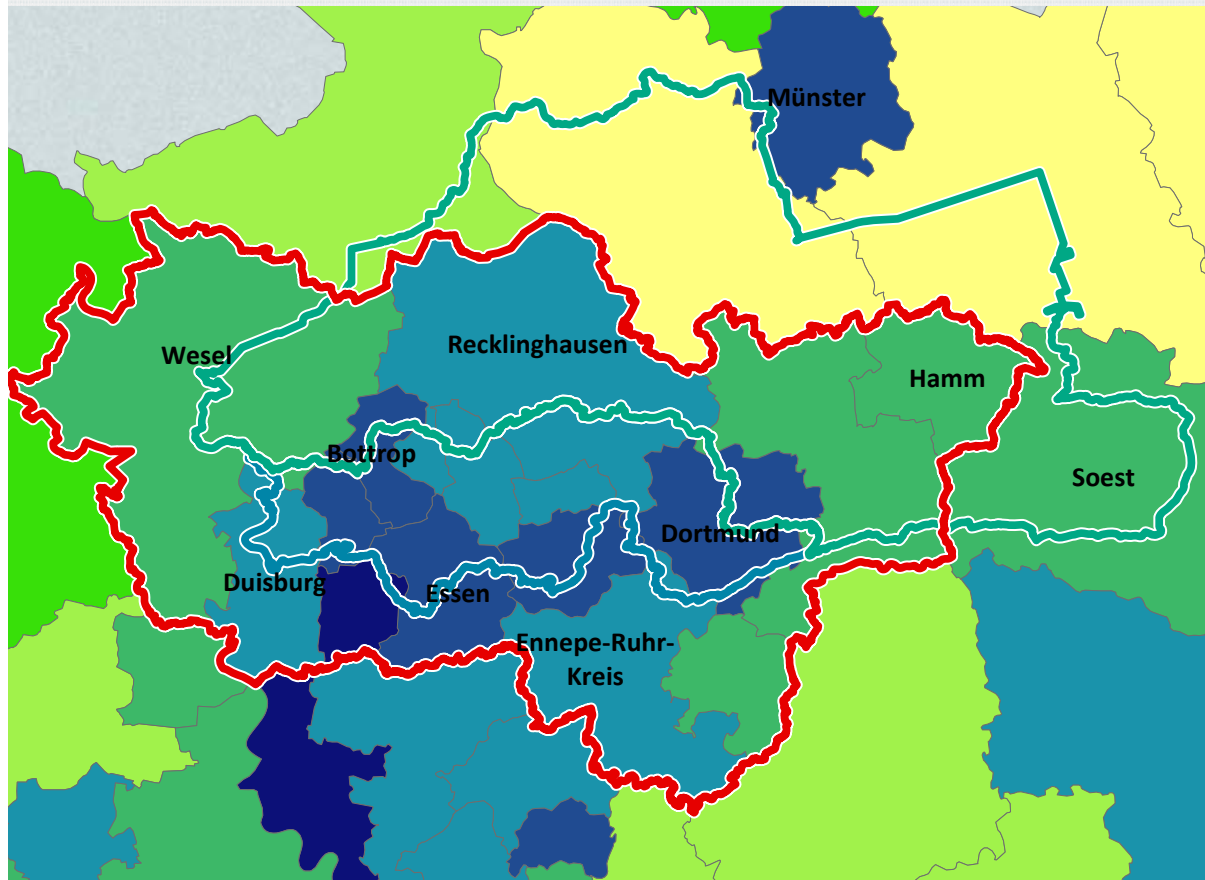 Münster
Recklinghausen
Wesel
Hamm
Bottrop
Soest
Dortmund
Duisburg
Essen
Ennepe-Ruhr-
Kreis